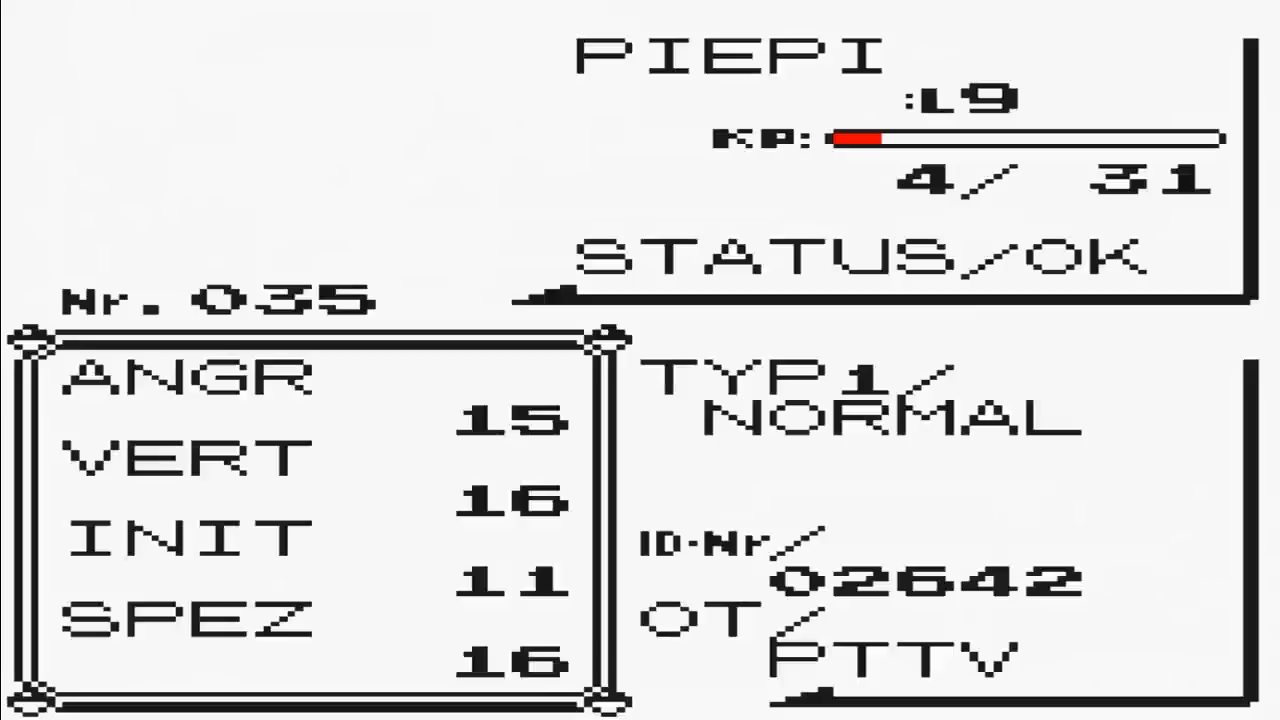 PIEPI
:L9
KP:
4/ 31
STATUS/OK
Nr.035
ANGR
15
VERT
16
INIT
11
SPEZ
16
TYP1/
NORMAL
ID-Nr/
02642
OT/
PTTV